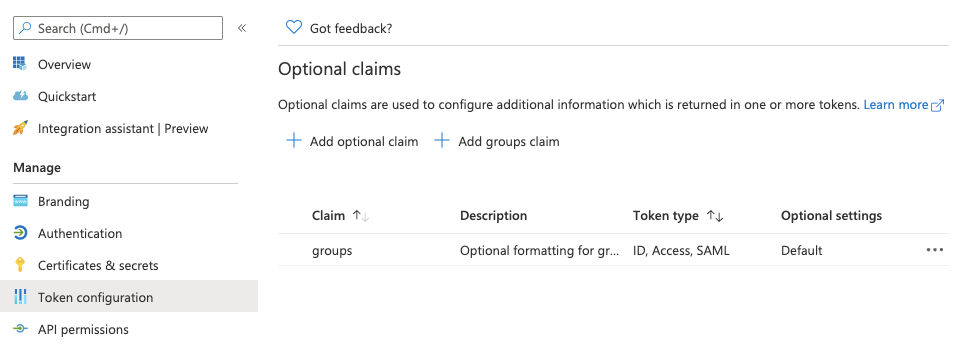 Search (Cmd+/)
«
Overview
Quickstart
Integration assistant | Preview
Manage
Branding
Authentication
Certificates & secrets
Token configuration
API permissions
Got feedback?
Optional claims
Optional claims are used to configure additional information which is returned in one or more tokens. Learn more
+ Add optional claim + Add groups claim
Claim ↑↓ Description Token type ↑↓ Optional settings
groups Optional formatting for gr... ID, Access, SAML Default ...